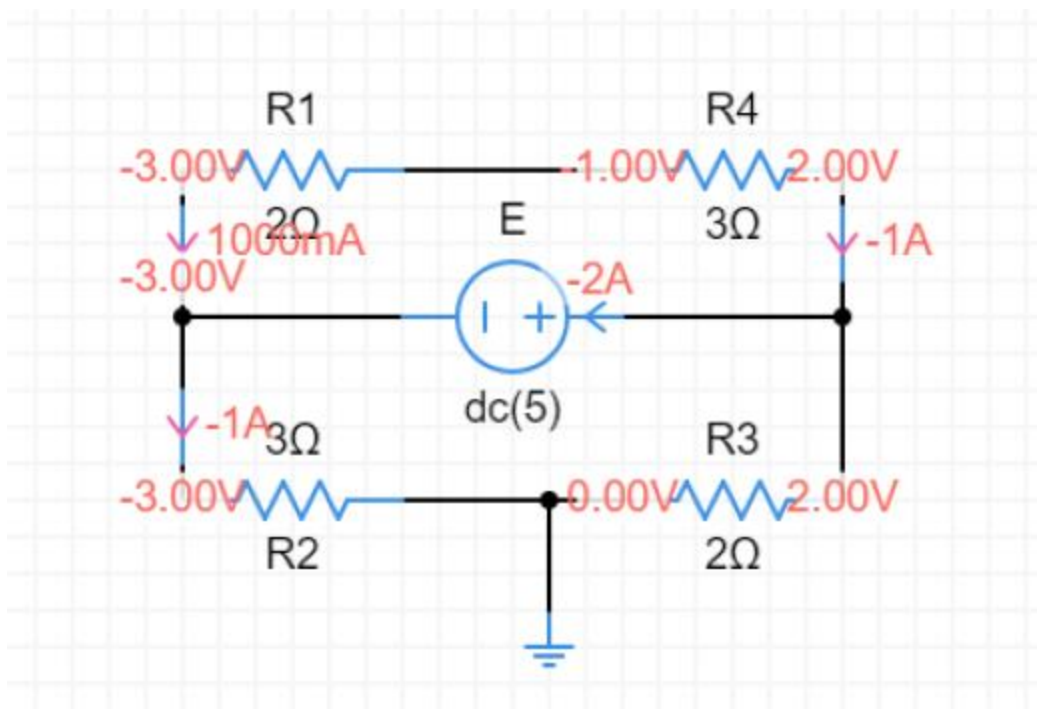 R1 R4
-3.00V -1.00V 2.00V
2Ω 3Ω
E
1000mA -1A
-3.00V -2A
dc(5)
-1A 3Ω R3
-3.00V 0.00V 2.00V
R2 2Ω